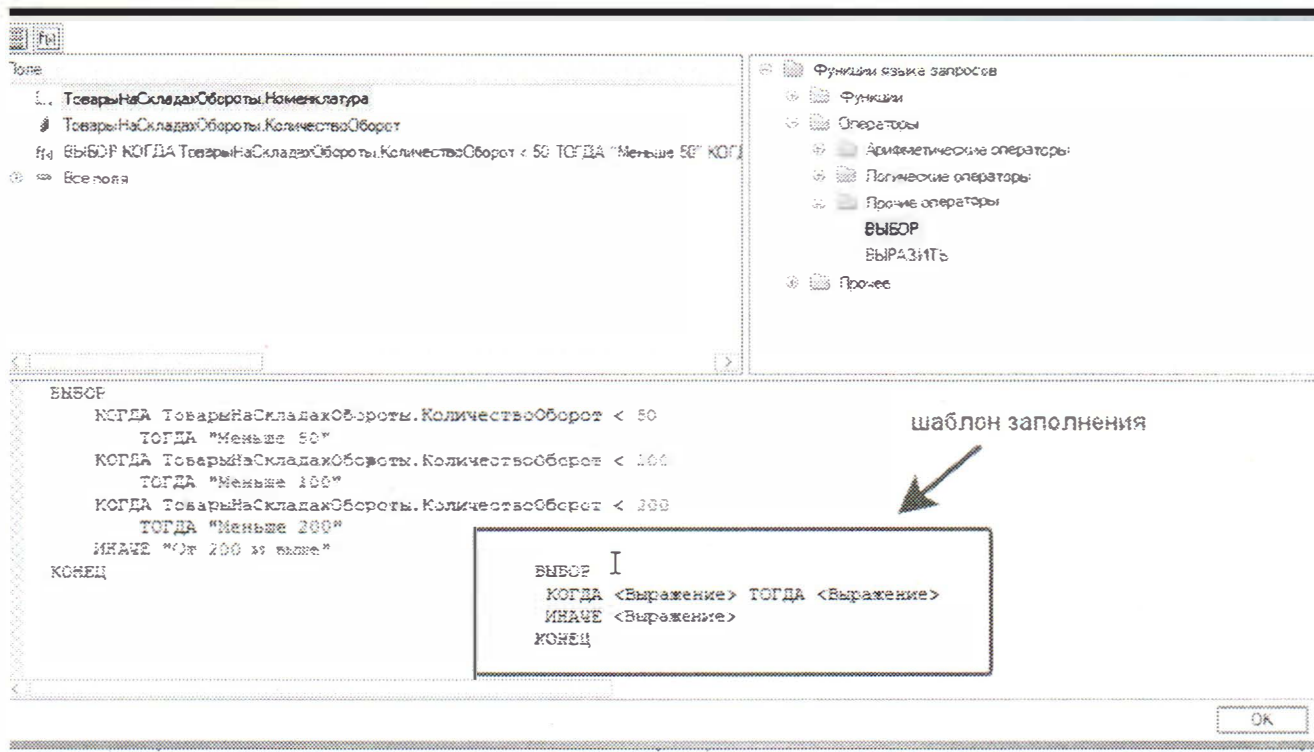 Поле
ТоварыНаСкладахОбороты.Номенклатура
ТоварыНаСкладахОбороты.КоличествоОборот
ВЫБОР КОГДА ТоварыНаСкладахОбороты.КоличествоОборот < 50 ТОГДА "Меньше 50" КОГД
Все поля
Функции языка запросов
Функции
Операторы
Арифметические операторы
Логические операторы
Прочие операторы
ВЫБОР
ВЫРАЗИТЬ
Прочее
ВЫБОР
КОГДА ТоварыНаСкладахОбороты.КоличествоОборот < 50
ТОГДА "Меньше 50"
КОГДА ТоварыНаСкладахОбороты.КоличествоОборот < 100
ТОГДА "Меньше 100"
КОГДА ТоварыНаСкладахОбороты.КоличествоОборот < 200
ТОГДА "Меньше 200"
ИНАЧЕ "От 200 и выше"
КОНЕЦ
шаблон заполнения
ВЫБОР
КОГДА <Выражение> ТОГДА <Выражение>
ИНАЧЕ <Выражение>
КОНЕЦ
OK